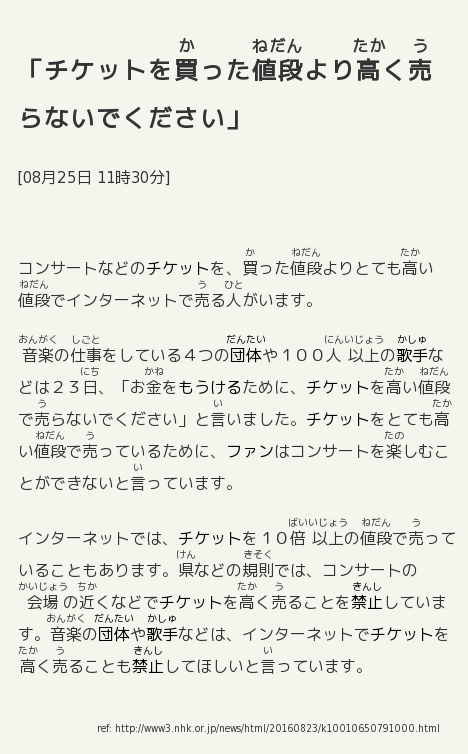 「チケットを買った値段より高く売
らないでください」
[08月25日 11時30分]
コンサートなどのチケットを、買った値段よりとても高い
値段でインターネットで売る人がいます。
音楽の仕事をしている４つの団体や１００人 以上の歌手な
どは２３日、「お金をもうけるために、チケットを高い値段
で売らないでください」と言いました。チケットをとても高
い値段で売っているために、ファンはコンサートを楽しむこ
とができないと言っています。
インターネットでは、チケットを１０倍 以上の値段で売って
いることもあります。県などの規則では、コンサートの
会場 の近くなどでチケットを高く売ることを禁止していま
す。音楽の団体や歌手などは、インターネットでチケットを
高く売ることも禁止してほしいと言っています。
ref: http://www3.nhk.or.jp/news/html/20160823/k10010650791000.html